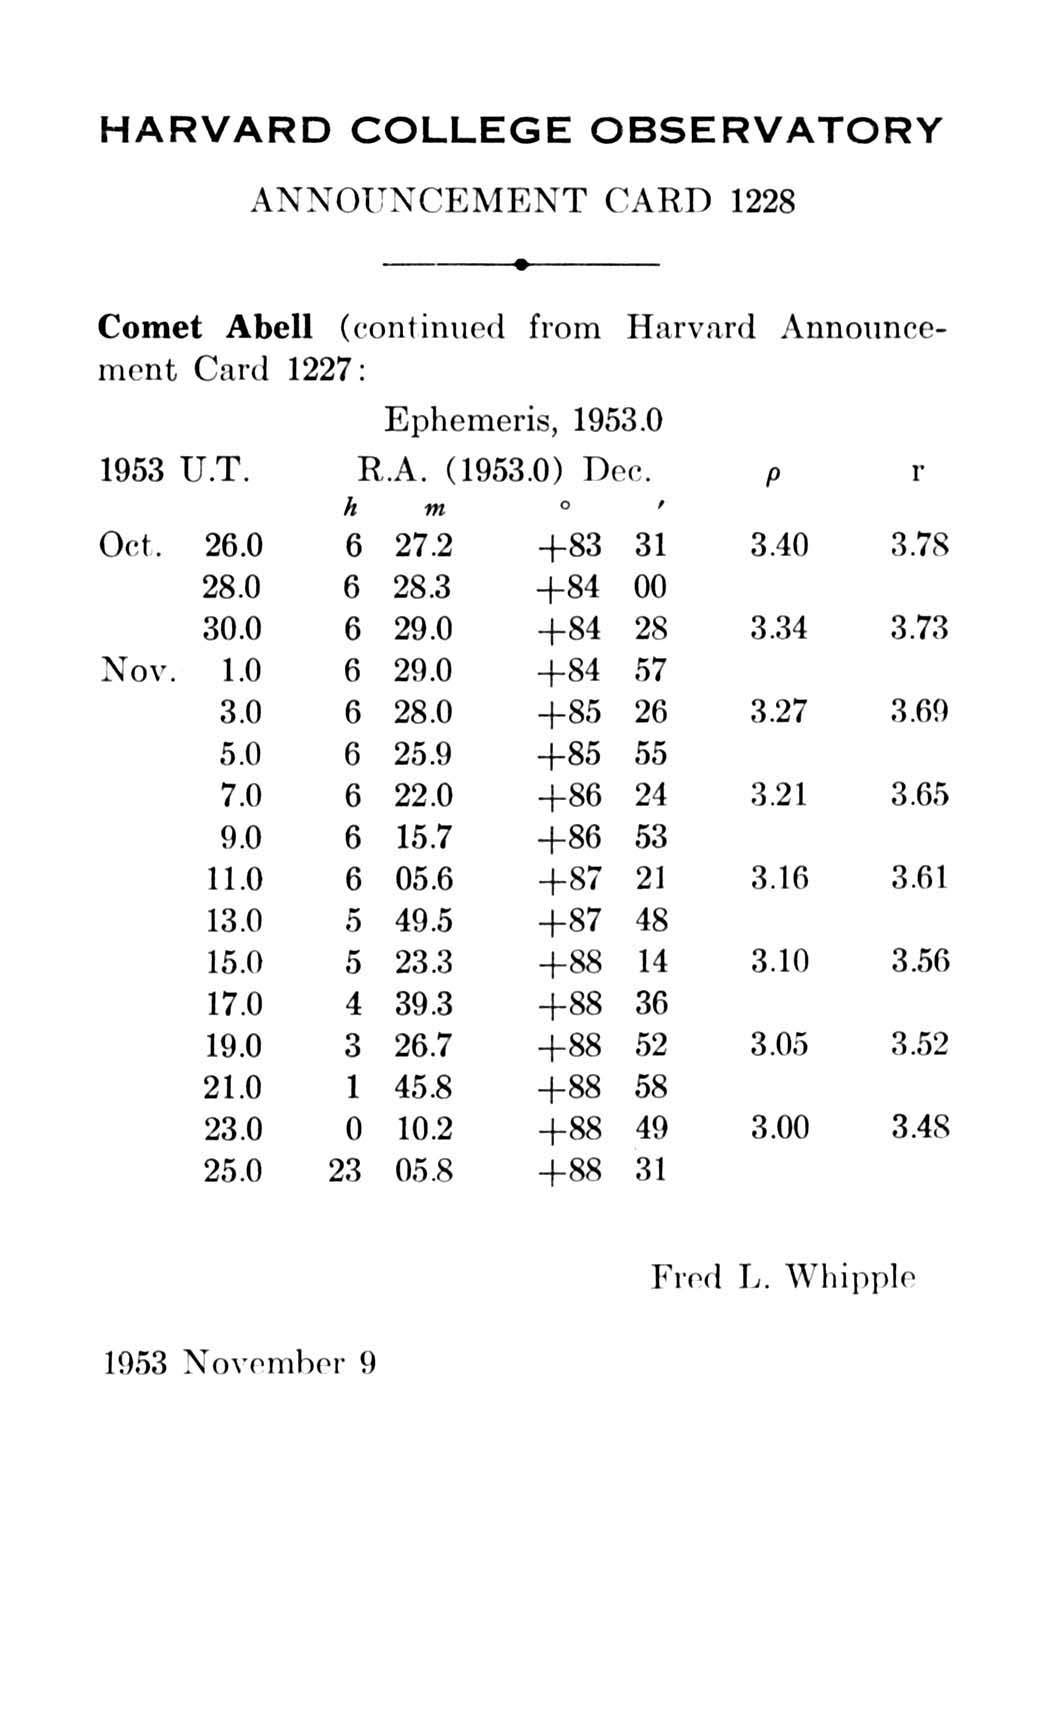 HARVARD COLLEGE OBSERVATORY
ANNOUNCEMENT CARD 1228
Comet Abell (continued from Harvard Announce-
ment Card 1227:
Ephemeris, 1953.0
1953 U.T. R.A. (1953.0) Dec. ρ r
h m ° ′
Oct. 26.0 6 27.2 +83 31 3.40 3.78
28.0 6 28.3 +84 00
30.0 6 29.0 +84 28 3.34 3.73
Nov. 1.0 6 29.0 +84 57
3.0 6 28.0 +85 26 3.27 3.69
5.0 6 25.9 +85 55
7.0 6 22.0 +86 24 3.21 3.65
9.0 6 15.7 +86 53
11.0 6 05.6 +87 21 3.16 3.61
13.0 5 49.5 +87 48
15.0 5 23.3 +88 14 3.10 3.56
17.0 4 39.3 +88 36
19.0 3 26.7 +88 52 3.05 3.52
21.0 1 45.8 +88 58
23.0 0 10.2 +88 49 3.00 3.48
25.0 23 05.8 +88 31
Fred L. Whipple
1953 November 9